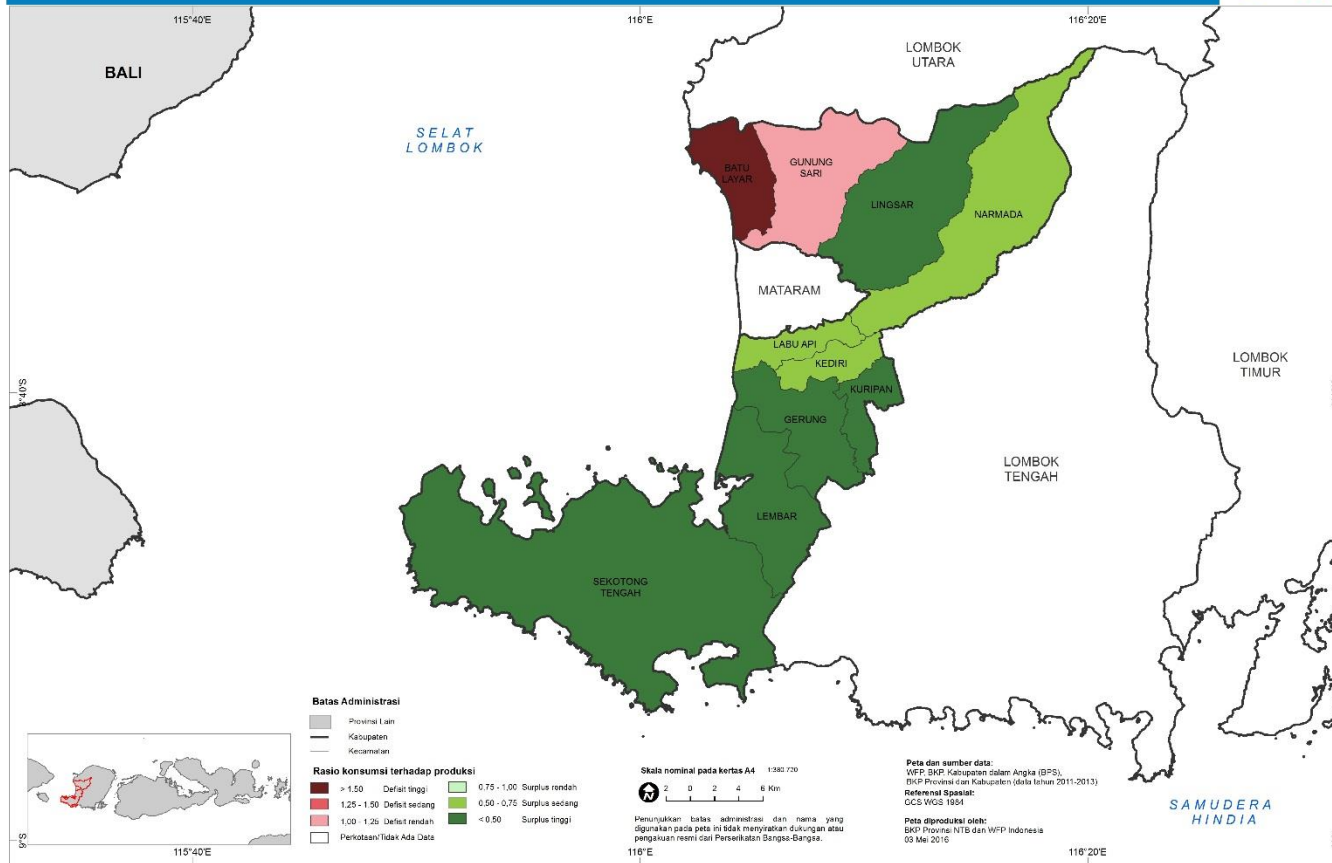 115°40'E
116°E
116°20'E
BALI
SELAT
LOMBOK
LOMBOK
UTARA
BATU
LAYAR
GUNUNG
SARI
LINGSAR
NARMADA
MATARAM
LABU API
KEDIRI
KURIPAN
GERUNG
LOMBOK
TIMUR
LOMBOK
TENGAH
LEMBAR
SEKOTONG
TENGAH
SAMUDERA
HINDIA
Batas Administrasi
Provinsi Lain
Kabupaten
Kecamatan
Rasio konsumsi terhadap produksi
> 1.50 Defisit tinggi
1,25 - 1.50 Defisit sedang
1,00 - 1,25 Defisit rendah
Perkotaan/Tidak Ada Data
0,75 - 1,00 Surplus rendah
0,50 - 0,75 Surplus sedang
< 0,50 Surplus tinggi
Skala nominal pada kertas A4 1:380.720
N
2 0 2 4 6 Km
Penunjukkan batas administrasi dan nama yang
digunakan pada peta ini tidak menyiratkan dukungan atau
pengakuan resmi dari Perserikatan Bangsa-Bangsa.
Peta dan sumber data:
WFP, BKP, Kabupaten dalam Angka (BPS),
BKP Provinsi dan Kabupaten (data tahun 2011-2013)
Referensi Spasial:
GCS WGS 1984
Peta diproduksi oleh:
BKP Provinsi NTB dan WFP Indonesia
03 Mei 2016
9°S
115°40'E
116°E
116°20'E